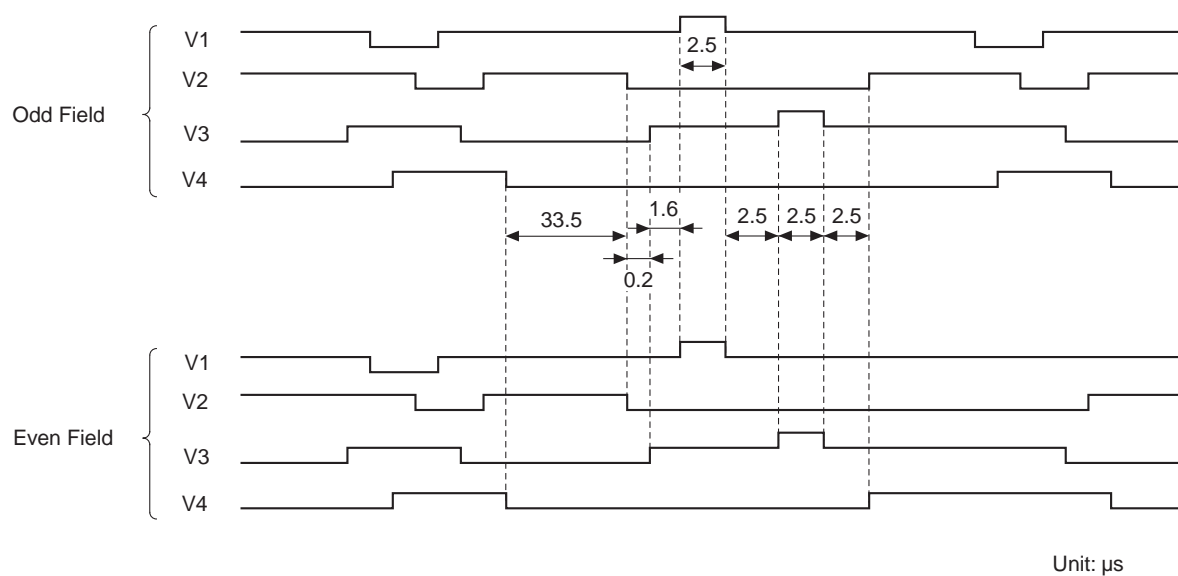 V1
2.5
V2
Odd Field
V3
V4
33.5
1.6
2.5 2.5 2.5
0.2
V1
V2
Even Field
V3
V4
Unit: μs